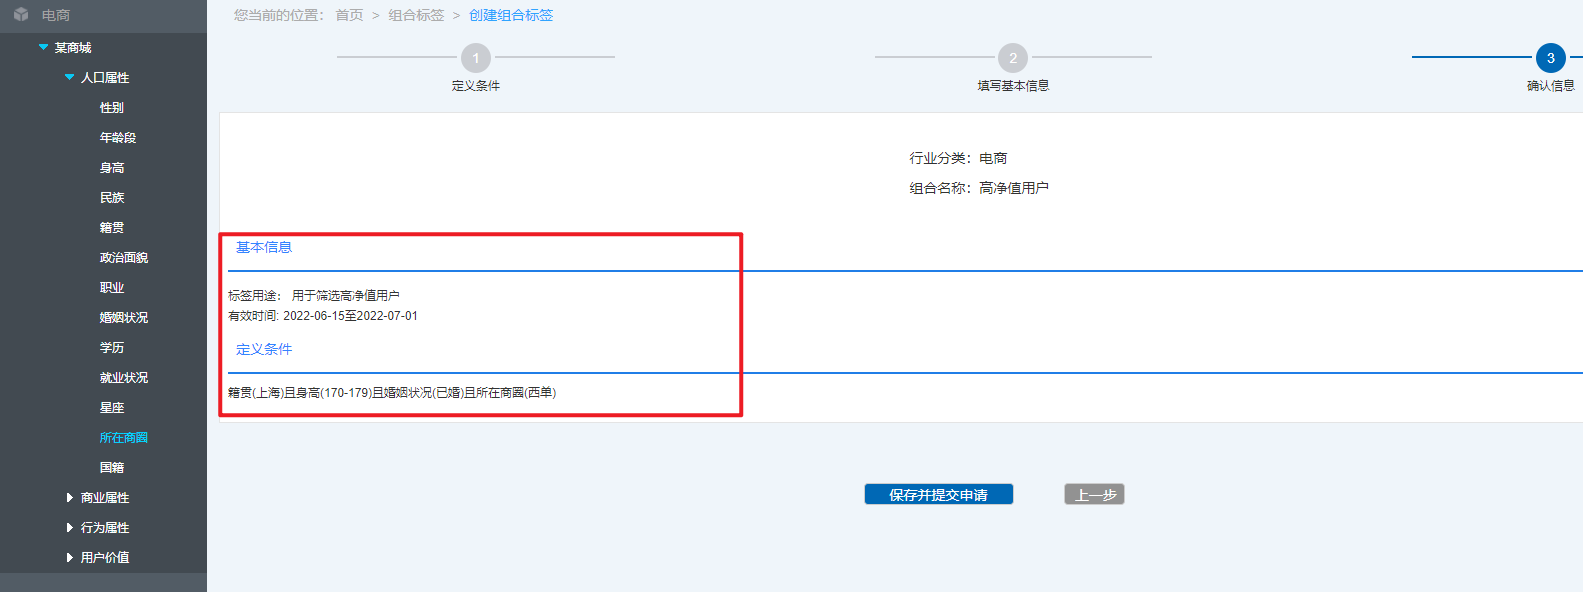 电商
某商城
人口属性
性别
年龄段
身高
民族
籍贯
政治面貌
职业
婚姻状况
学历
就业状况
星座
所在商圈
国籍
商业属性
行为属性
用户价值
您当前的位置： 首页 > 组合标签 > 创建组合标签
1
定义条件
2
填写基本信息
3
确认信息
行业分类：电商
组合名称：高净值用户
基本信息
标签用途： 用于筛选高净值用户
有效时间: 2022-06-15至2022-07-01
定义条件
籍贯(上海)且身高(170-179)且婚姻状况(已婚)且所在商圈(西单)
保存并提交申请
上一步